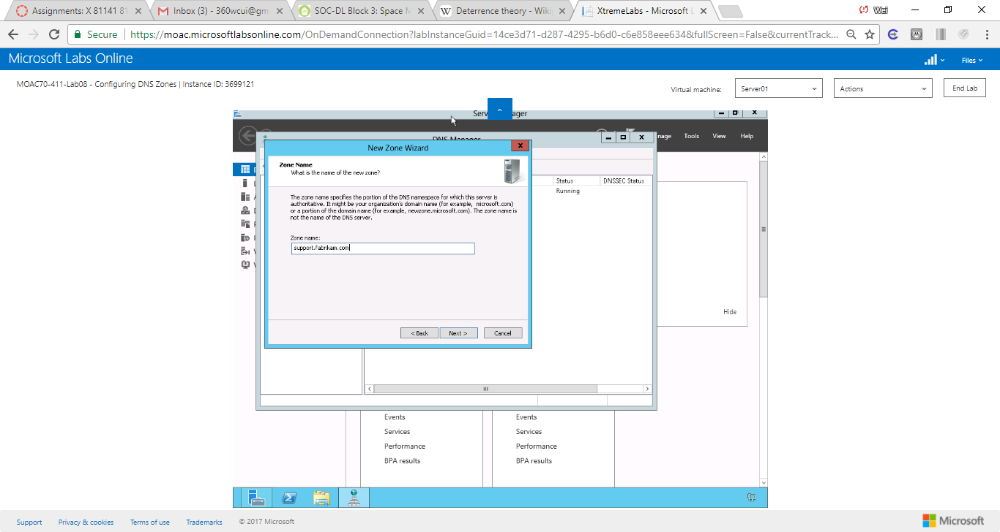 Assignments: X 81141 81
Inbox (3) - 360wcui@gm
SOC-DL Block 3: Space M
Deterrence theory - Wiki
XtremeLabs - Microsoft L
Wei
Secure
https://moac.microsoftlabsonline.com/OnDemandConnection?labInstanceGuid=14ce3d71-d287-4295-b6d0-c6e858eee634&fullScreen=False&currentTrack...
Microsoft Labs Online
Files
MOAC70-411-Lab08 - Configuring DNS Zones | Instance ID: 3699121
Virtual machine:
Server01
Actions
End Lab
Serv ager
nage
Tools
View
Help
DNS Manager
New Zone Wizard
Zone Name
What is the name of the new zone?
Status
DNSSEC Status
Running
The zone name specifies the portion of the DNS namespace for which this server is
authoritative. It might be your organization's domain name (for example, microsoft.com)
or a portion of the domain name (for example, newzone.microsoft.com). The zone name is
not the name of the DNS server.
Zone name:
support.fabrikam.com
Hide
< Back
Next >
Cancel
Events
Events
Services
Services
Performance
Performance
BPA results
BPA results
Support
Privacy & cookies
Terms of use
Trademarks
© 2017 Microsoft
Microsoft